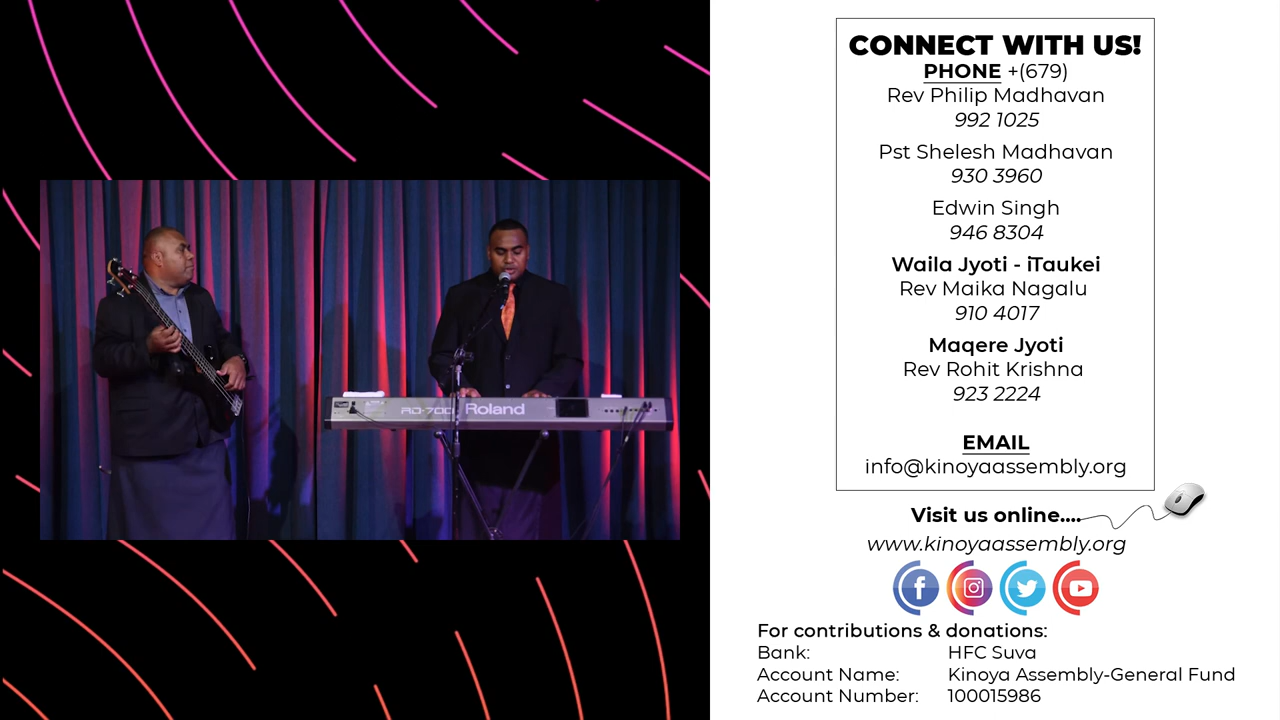 RD-700
Roland
CONNECT WITH US!
PHONE +(679)
Rev Philip Madhavan
992 1025
Pst Shelesh Madhavan
930 3960
Edwin Singh
946 8304
Waila Jyoti - iTaukei
Rev Maika Nagalu
910 4017
Maqere Jyoti
Rev Rohit Krishna
923 2224
EMAIL
info@kinoyaassembly.org
Visit us online....
www.kinoyaassembly.org
For contributions & donations:
Bank: HFC Suva
Account Name: Kinoya Assembly-General Fund
Account Number: 100015986